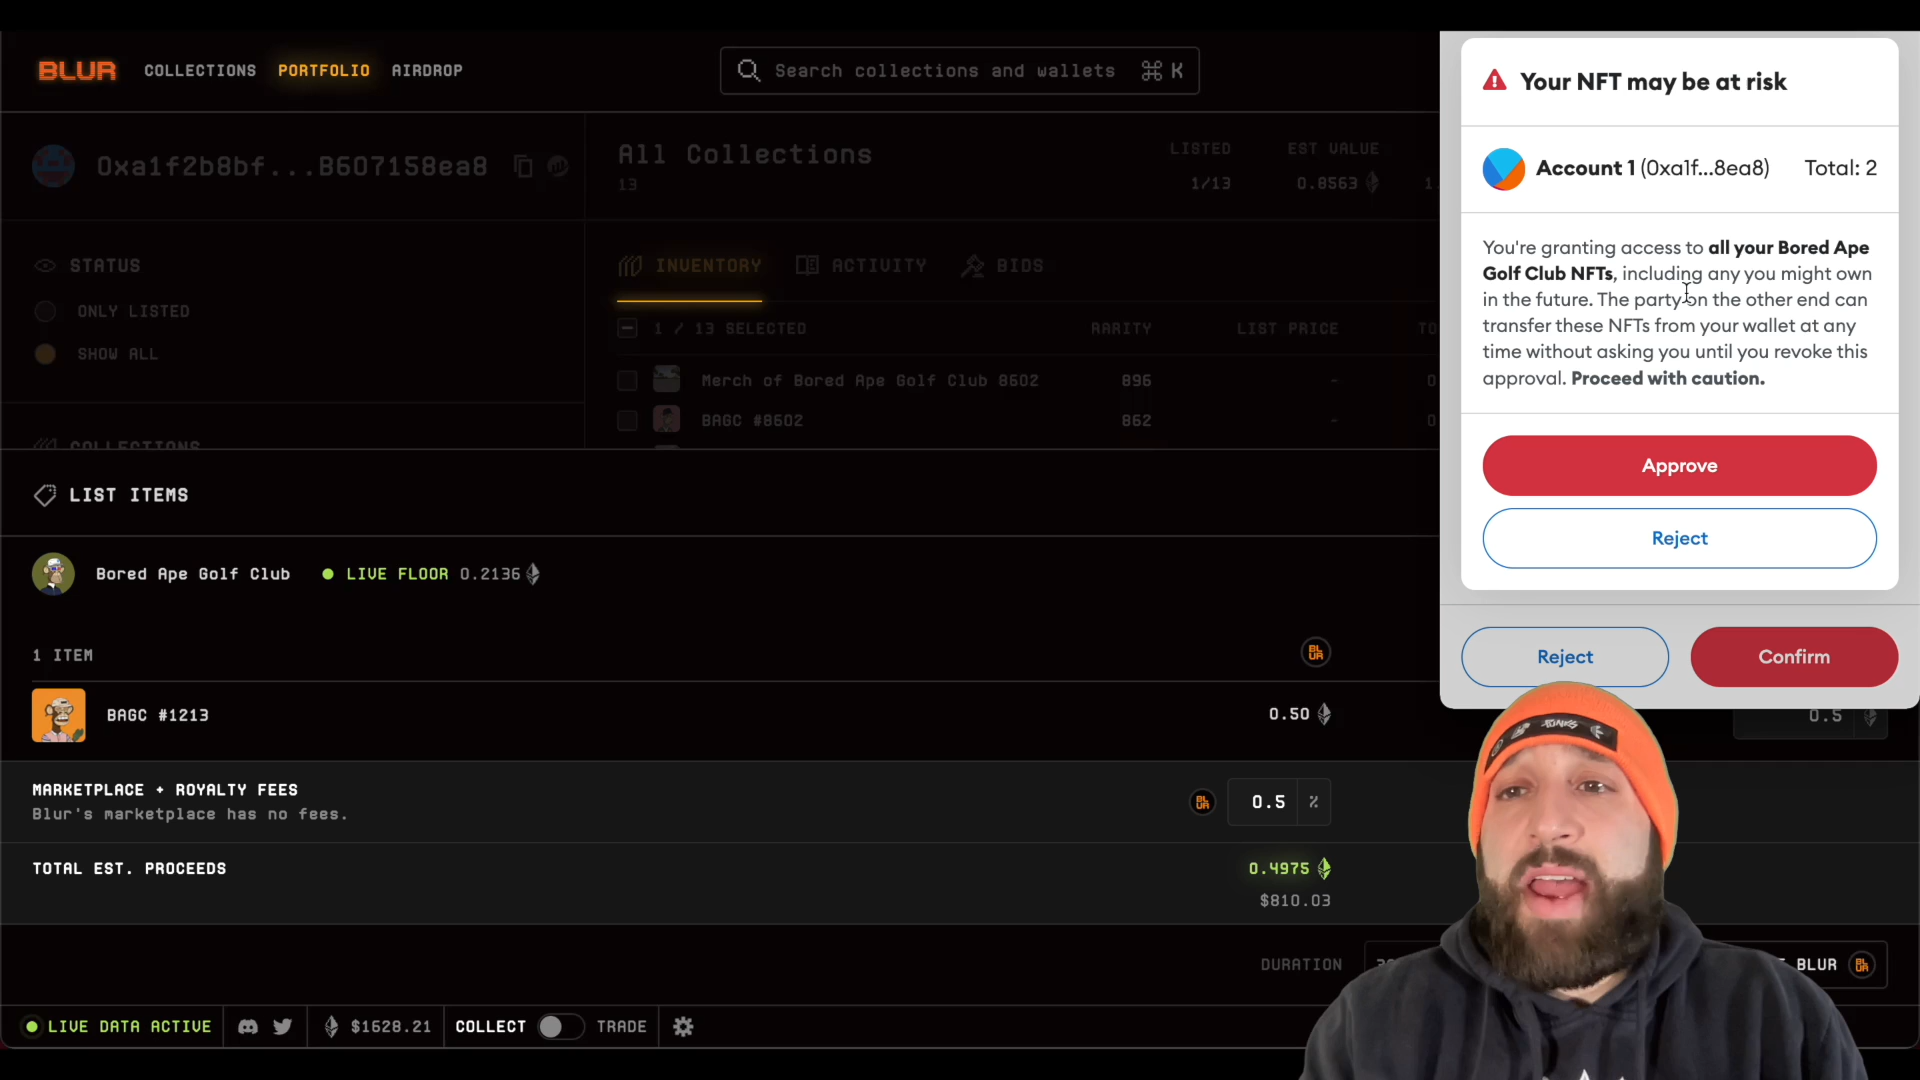 BLUR COLLECTIONS PORTFOLIO AIRDROP
Search collections and wallets ⌘ K
0xa1f2b8bf...B607158ea8
All Collections
13
LISTED
1/13
EST VALUE
0.8563
STATUS
ONLY LISTED
SHOW ALL
COLLECTIONS
INVENTORY ACTIVITY BIDS
1 / 13 SELECTED RARITY LIST PRICE TO
Merch of Bored Ape Golf Club 8602 896 - 0
BAGC #8602 862 - 0
LIST ITEMS
Bored Ape Golf Club LIVE FLOOR 0.2136
1 ITEM
BLUR
BAGC #1213 0.50
0.5
MARKETPLACE + ROYALTY FEES
Blur's marketplace has no fees.
BLUR 0.5 %
TOTAL EST. PROCEEDS 0.4975
$810.03
DURATION
BLUR
LIVE DATA ACTIVE $1628.21 COLLECT TRADE
Your NFT may be at risk
Account 1 (0xa1f...8ea8) Total: 2
You're granting access to all your Bored Ape
Golf Club NFTs, including any you might own
in the future. The party on the other end can
transfer these NFTs from your wallet at any
time without asking you until you revoke this
approval. Proceed with caution.
Approve
Reject
Reject Confirm